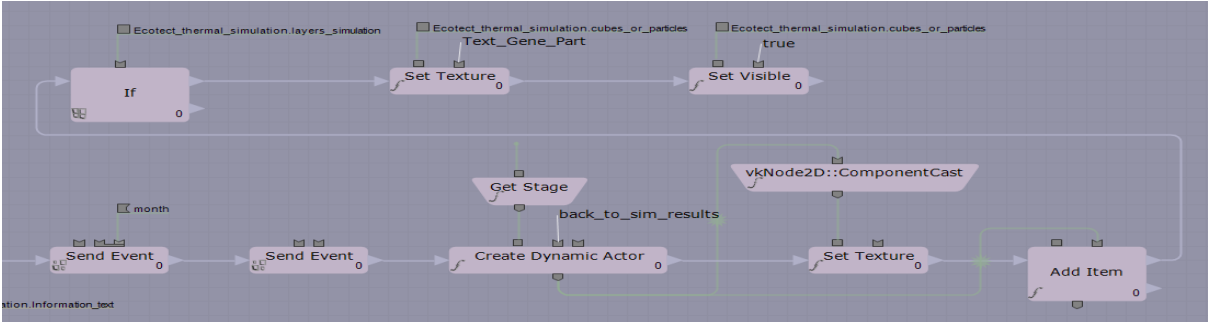 Ecotect_thermal_simulation.layers_simulation
Ecotect_thermal_simulation.cubes_or_particles
Ecotect_thermal_simulation.cubes_or_particles
Text_Gene_Part
true
If
0
Set Texture
0
Set Visible
0
Get Stage
vkNode2D::ComponentCast
month
back_to_sim_results
Send Event
0
Send Event
0
Create Dynamic Actor
0
Set Texture
0
Add Item
0
ation.Information_text